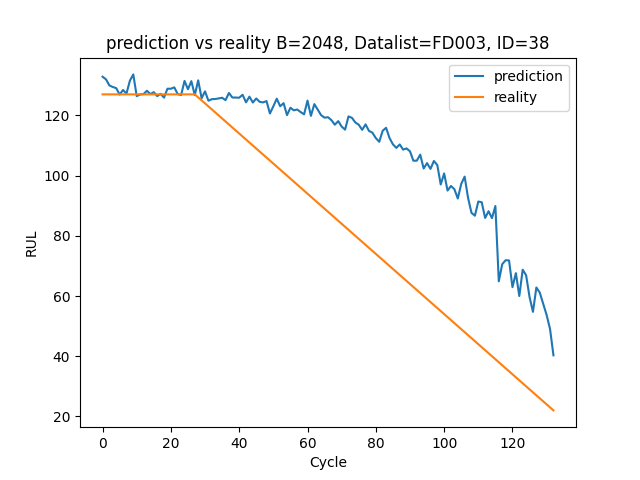 prediction vs reality B=2048, Datalist=FD003, ID=38
prediction
reality
RUL
120
100
80
60
40
20
0 20 40 60 80 100 120
Cycle